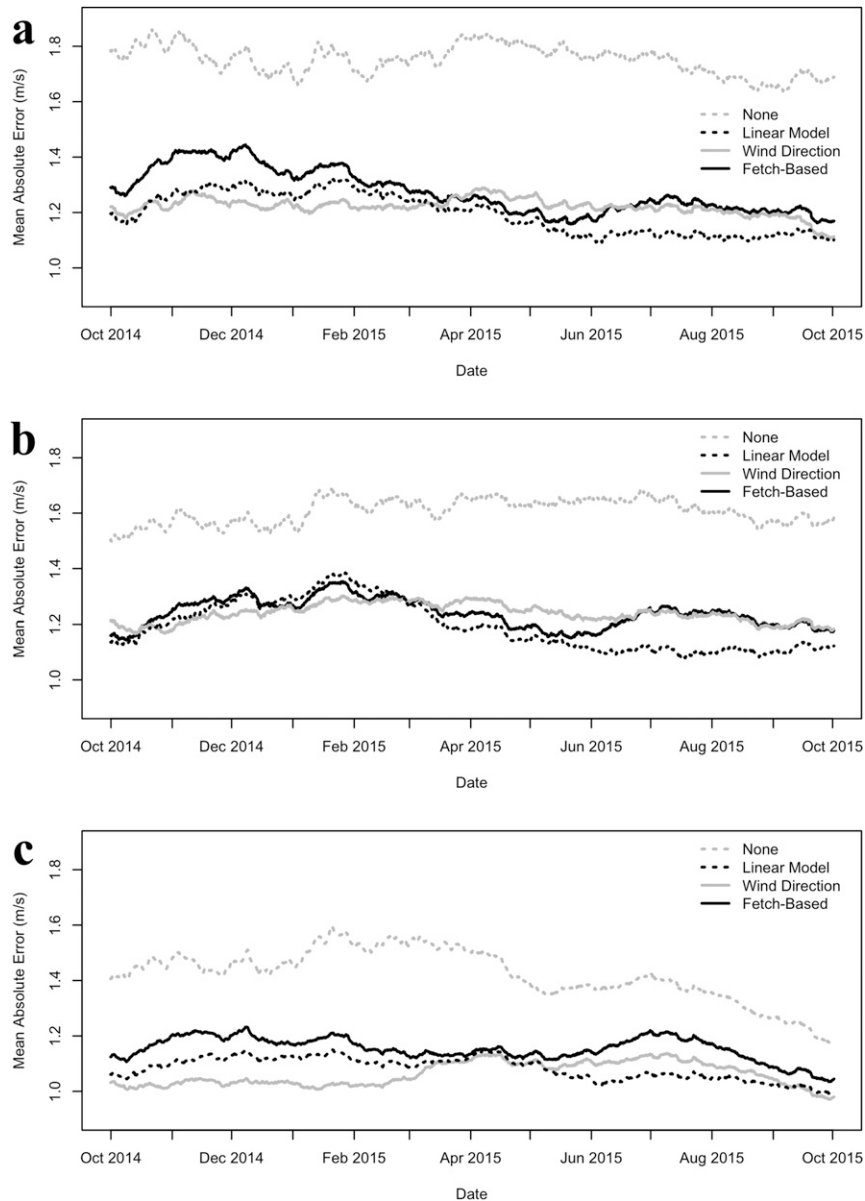 a
Mean Absolute Error (m/s)
1.8
1.6
1.4
1.2
1.0
None
Linear Model
Wind Direction
Fetch-Based
Oct 2014 Dec 2014 Feb 2015 Apr 2015 Jun 2015 Aug 2015 Oct 2015
Date
b
Mean Absolute Error (m/s)
1.8
1.6
1.4
1.2
1.0
None
Linear Model
Wind Direction
Fetch-Based
Oct 2014 Dec 2014 Feb 2015 Apr 2015 Jun 2015 Aug 2015 Oct 2015
Date
c
Mean Absolute Error (m/s)
1.8
1.6
1.4
1.2
1.0
None
Linear Model
Wind Direction
Fetch-Based
Oct 2014 Dec 2014 Feb 2015 Apr 2015 Jun 2015 Aug 2015 Oct 2015
Date